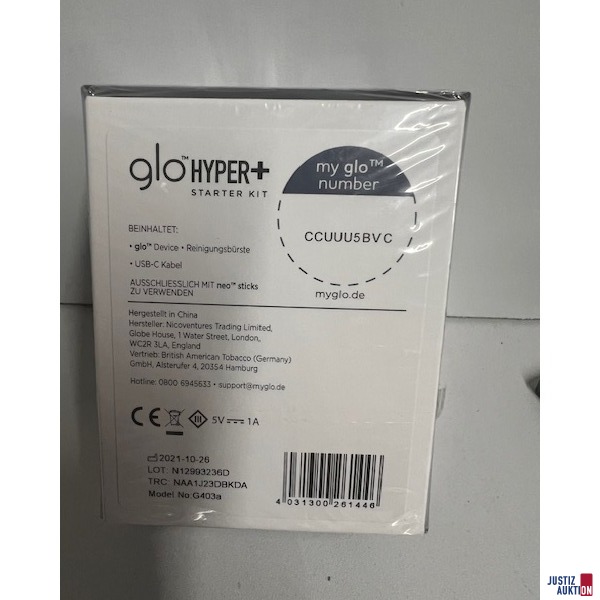 glo™ HYPER+
STARTER KIT
my glo™
number
CCUUU5BVC
myglo.de
BEINHALTET:
• glo™ Device • Reinigungsbürste
• USB-C Kabel
AUSSCHLIESSLICH MIT neo™ sticks
ZU VERWENDEN
Hergestellt in China
Hersteller: Nicoventures Trading Limited,
Globe House, 1 Water Street, London,
WC2R 3LA, England
Vertrieb: British American Tobacco (Germany)
GmbH, Alsterufer 4, 20354 Hamburg
Hotline: 0800 6945633 • support@myglo.de
CE III 5V 1A
2021-10-26
LOT: N12993236D
TRC: NAA1J23DBKDA
Model No:G403a
4 031300 261446
JUSTIZ
AUKTION